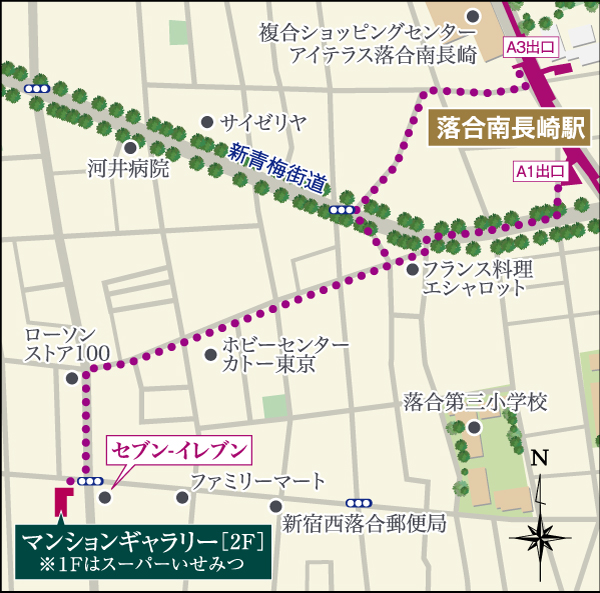 複合ショッピングセンター
アイテラス落合南長崎
A3出口
落合南長崎駅
サイゼリヤ
新青梅街道
河井病院
A1出口
フランス料理
エシャロット
ローソン
ストア100
ホビーセンター
カトー東京
落合第三小学校
セブン-イレブン
ファミリーマート
N
新宿西落合郵便局
マンションギャラリー[2F]
※1Fはスーパーいせみつ